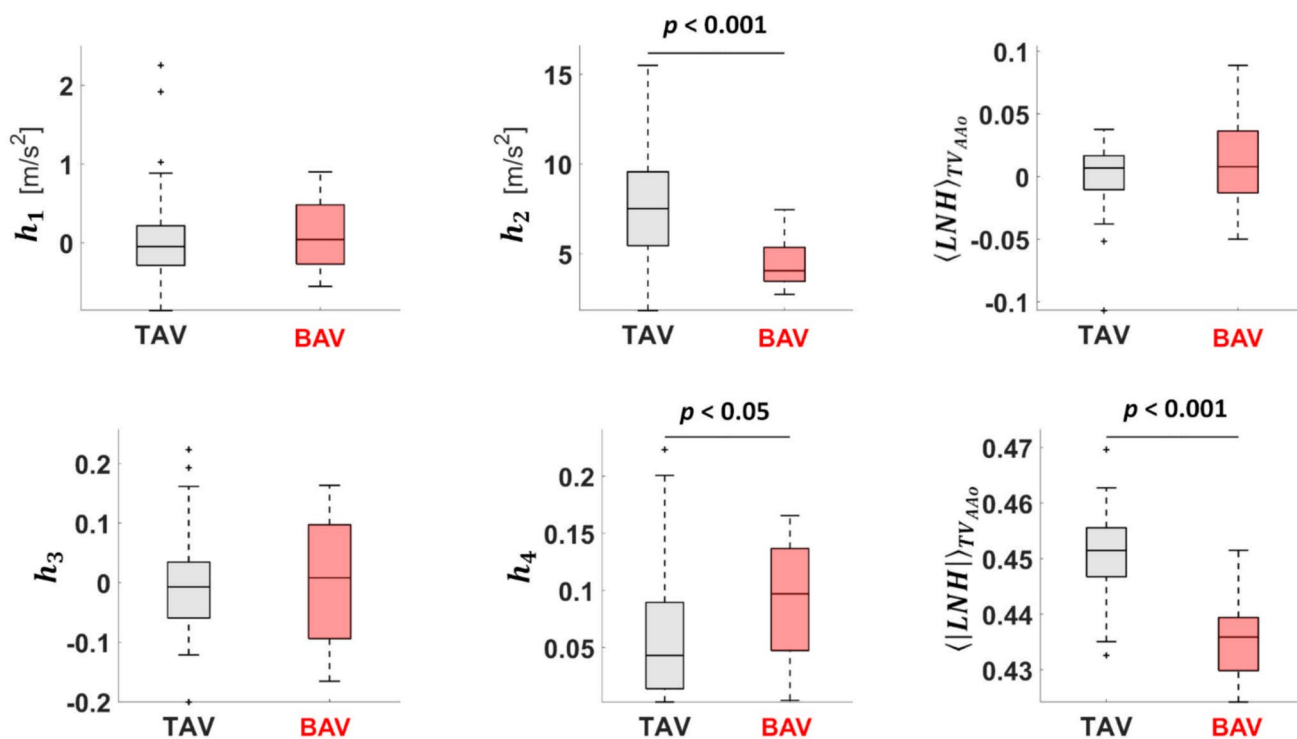 h1 [m/s2]
2
1
0
TAV
BAV
p < 0.001
h2 [m/s2]
15
10
5
TAV
BAV
⟨LNH⟩TVAAo
0.1
0.05
0
-0.05
-0.1
TAV
BAV
h3
0.2
0.1
0
-0.1
-0.2
TAV
BAV
p < 0.05
h4
0.2
0.15
0.1
0.05
TAV
BAV
p < 0.001
⟨|LNH|⟩TVAAo
0.47
0.46
0.45
0.44
0.43
TAV
BAV